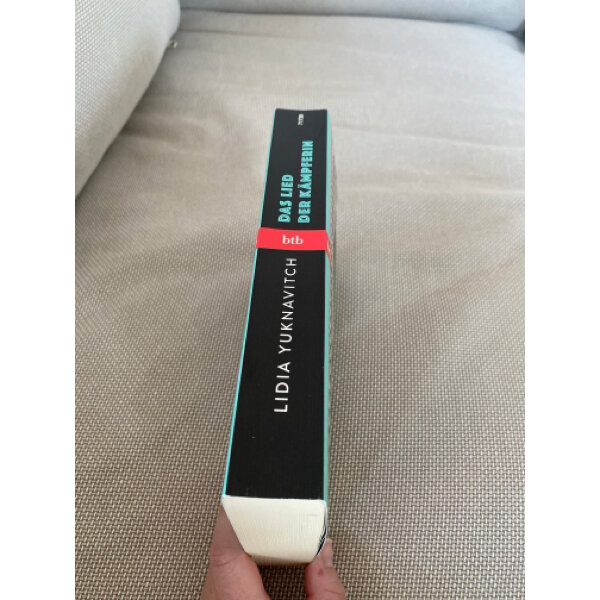 LIDIA YUKNAVITCH
btb
DAS LIED
DER KÄMPFERIN